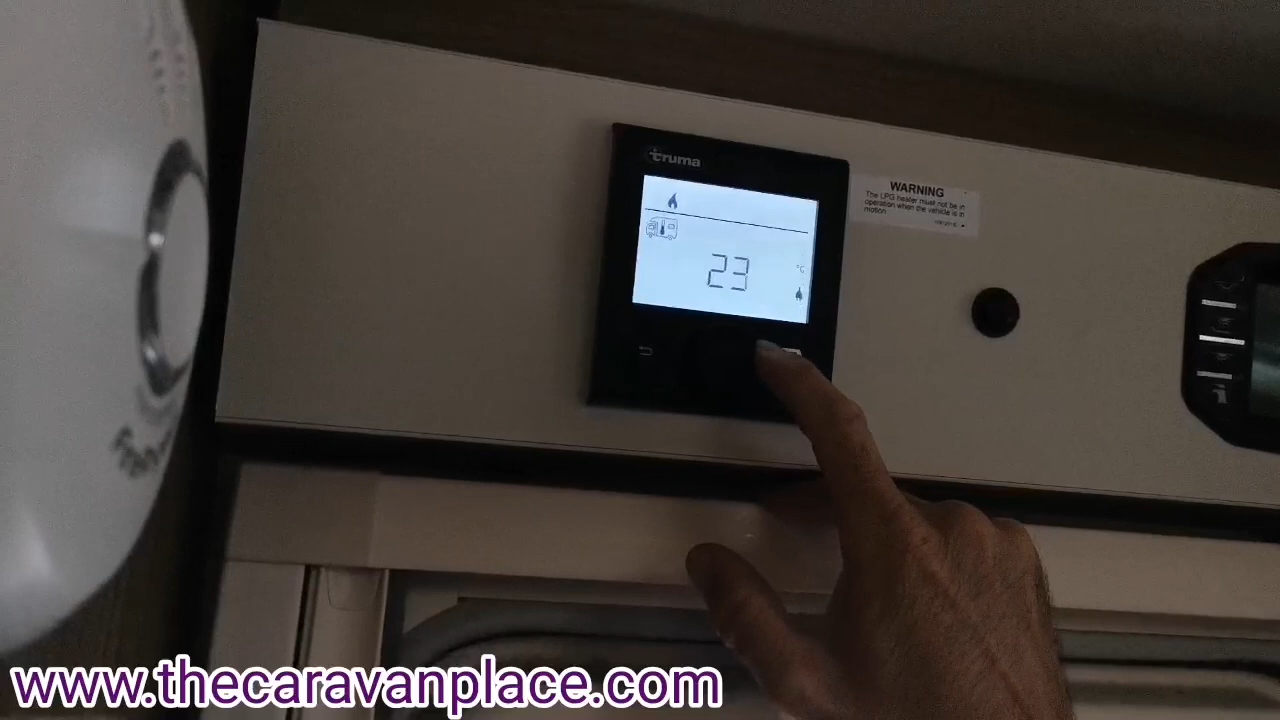 truma
WARNING
The LPG heater must not be in
operation when the vehicle is in
motion
23
°C
www.thecaravanplace.com